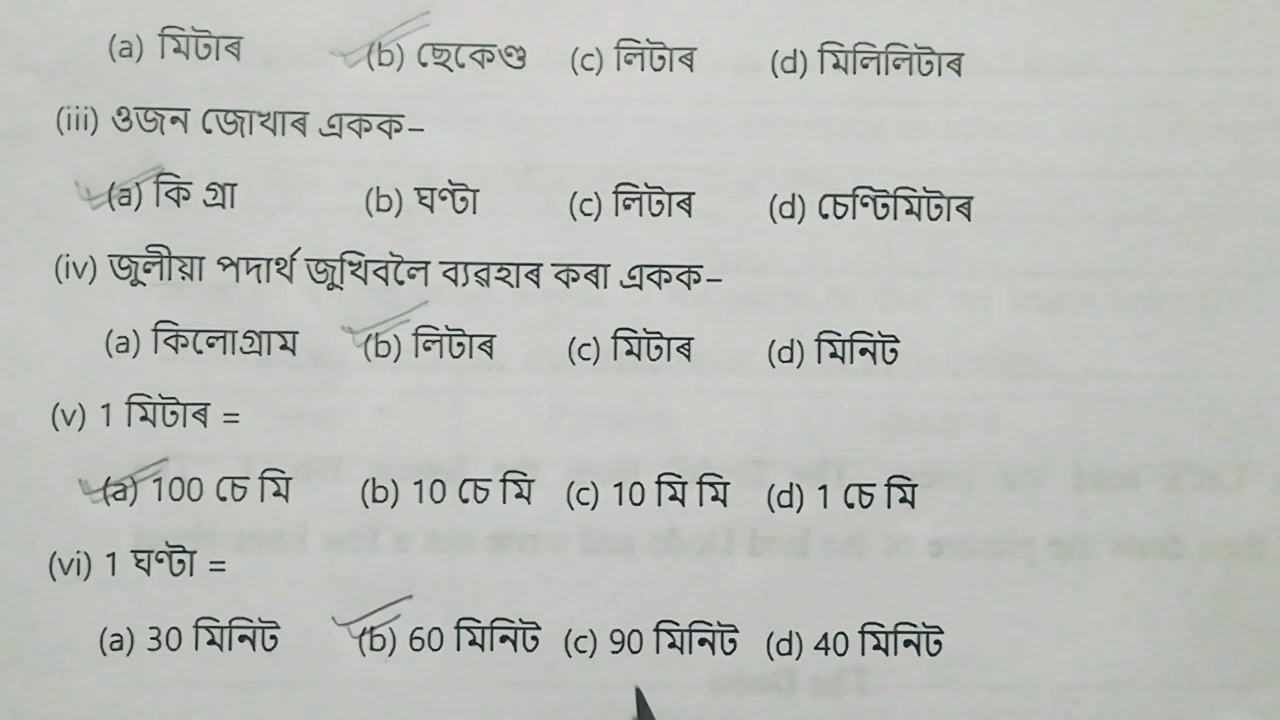 (a) মিটাৰ (b) ছেকেণ্ড (c) লিটাৰ (d) মিলিলিটাৰ
(iii) ওজন জোখাৰ একক–
(a) কি গ্ৰা (b) ঘণ্টা (c) লিটাৰ (d) চেণ্টিমিটাৰ
(iv) জুলীয়া পদাৰ্থ জুখিবলৈ ব্যৱহাৰ কৰা একক–
(a) কিলোগ্ৰাম (b) লিটাৰ (c) মিটাৰ (d) মিনিট
(v) 1 মিটাৰ =
(a) 100 চে মি (b) 10 চে মি (c) 10 মি মি (d) 1 চে মি
(vi) 1 ঘণ্টা =
(a) 30 মিনিট (b) 60 মিনিট (c) 90 মিনিট (d) 40 মিনিট